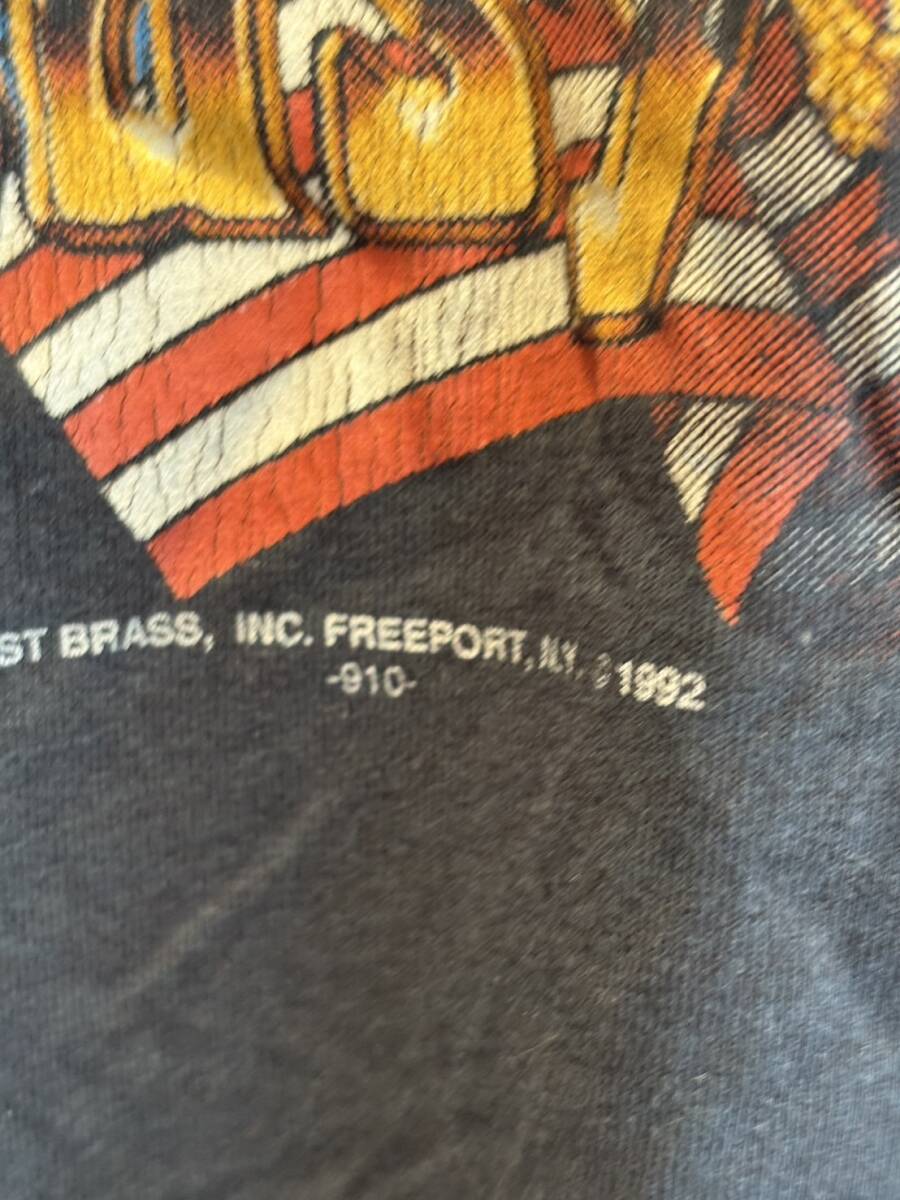 ST BRASS, INC. FREEPORT, N.Y. 1992
-910-